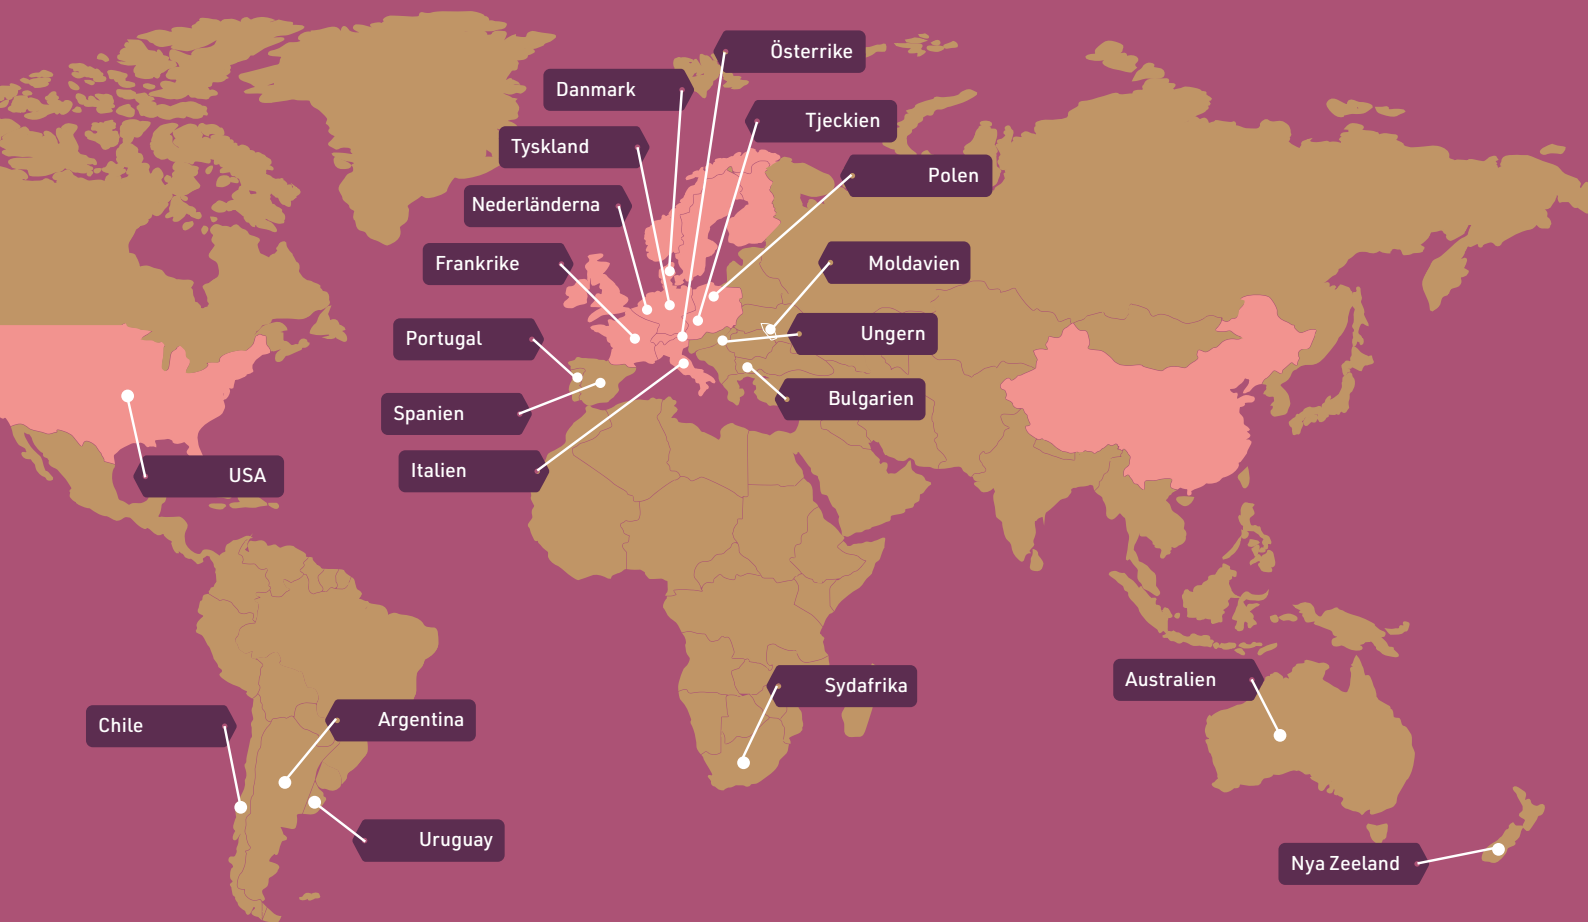 Österrike
Danmark
Tjeckien
Tyskland
Polen
Nederländerna
Frankrike
Moldavien
Portugal
Ungern
Spanien
Bulgarien
Italien
USA
Sydafrika
Australien
Chile
Argentina
Uruguay
Nya Zeeland